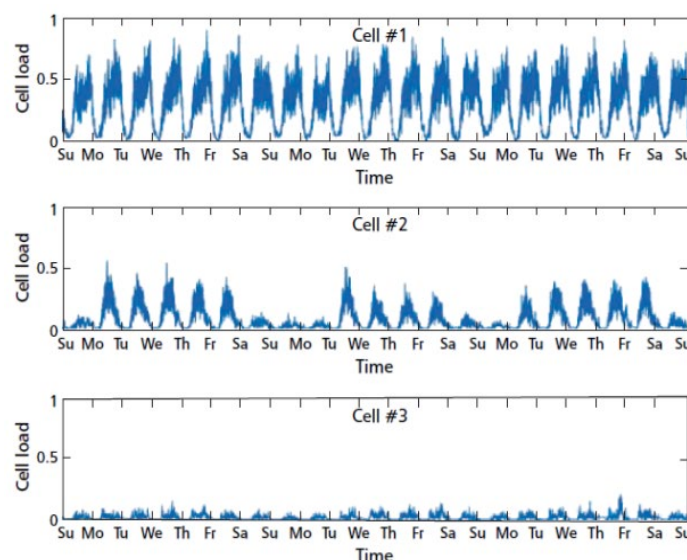 1
Cell #1
Cell load
0.5
0
Su Mo Tu We Th Fr Sa Su Mo Tu We Th Fr Sa Su Mo Tu We Th Fr Sa Su
Time
1
Cell #2
Cell load
0.5
0
Su Mo Tu We Th Fr Sa Su Mo Tu We Th Fr Sa Su Mo Tu We Th Fr Sa Su
Time
1
Cell #3
Cell load
0.5
0
Su Mo Tu We Th Fr Sa Su Mo Tu We Th Fr Sa Su Mo Tu We Th Fr Sa Su
Time